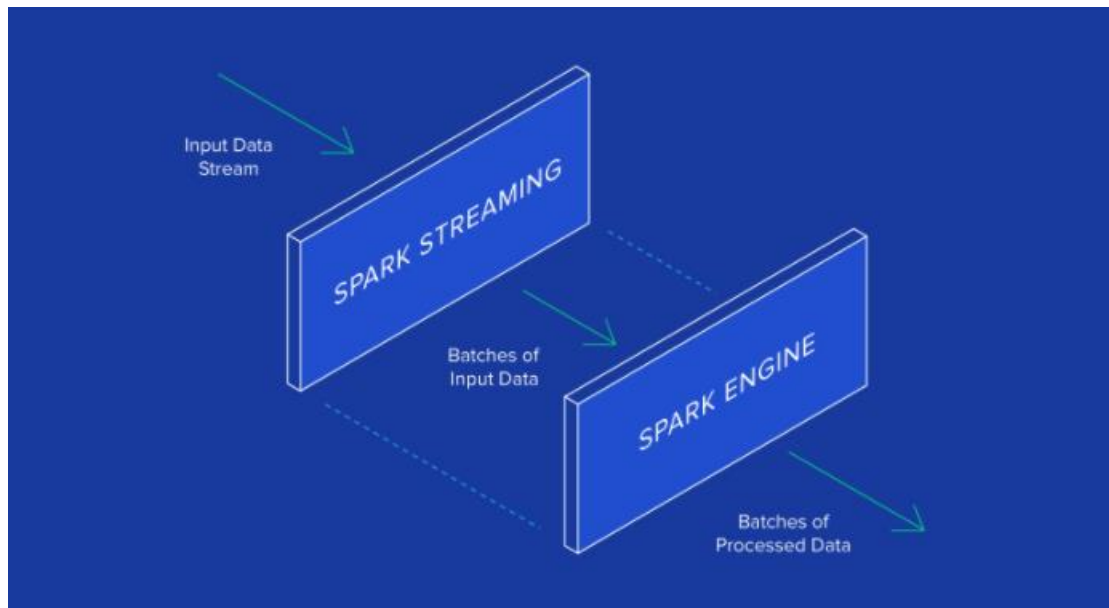 Input Data
Stream
SPARK STREAMING
Batches of
Input Data
SPARK ENGINE
Batches of
Processed Data